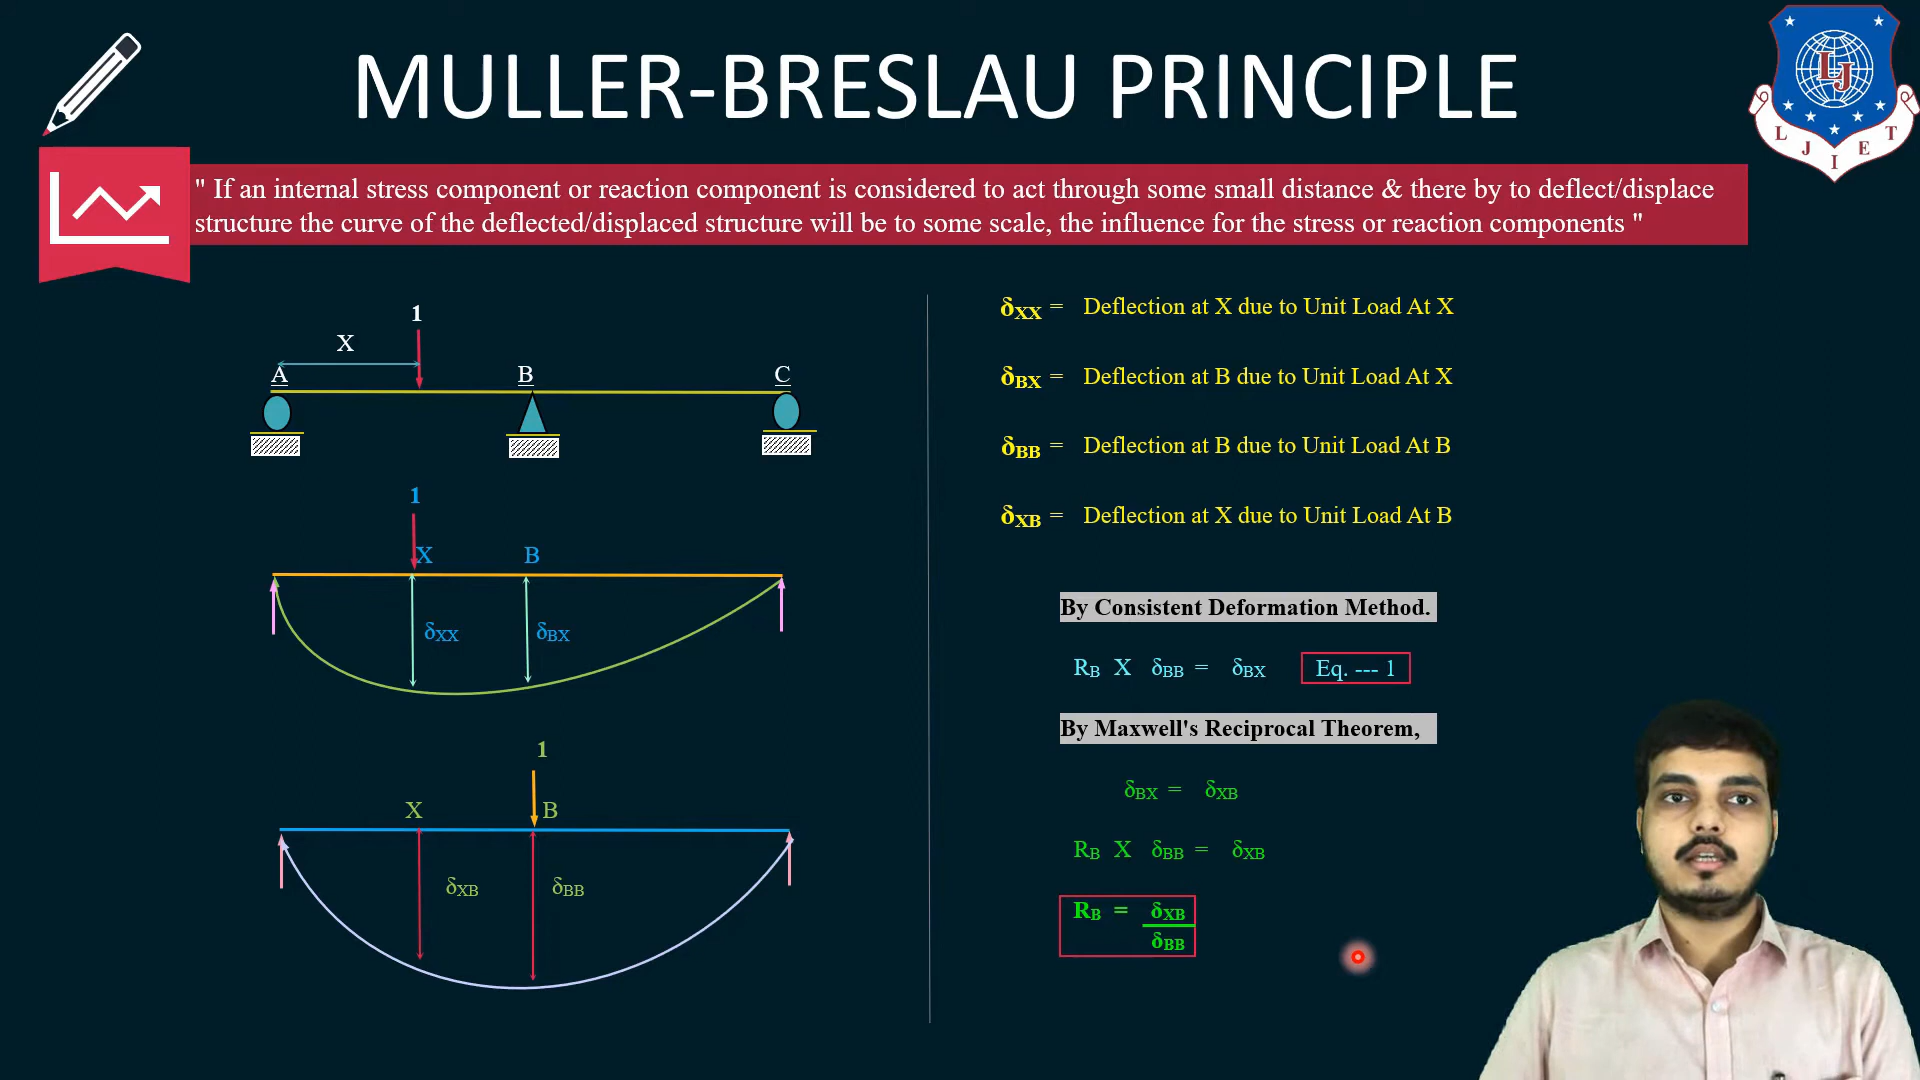 MULLER-BRESLAU PRINCIPLE
LJ
L J I E T
" If an internal stress component or reaction component is considered to act through some small distance & there by to deflect/displace
structure the curve of the deflected/displaced structure will be to some scale, the influence for the stress or reaction components "
1
X
A B C
1
X B
δXX δBX
1
X B
δXB δBB
δXX = Deflection at X due to Unit Load At X
δBX = Deflection at B due to Unit Load At X
δBB = Deflection at B due to Unit Load At B
δXB = Deflection at X due to Unit Load At B
By Consistent Deformation Method.
RB X δBB = δBX Eq. --- 1
By Maxwell's Reciprocal Theorem,
δBX = δXB
RB X δBB = δXB
RB = δXB
δBB